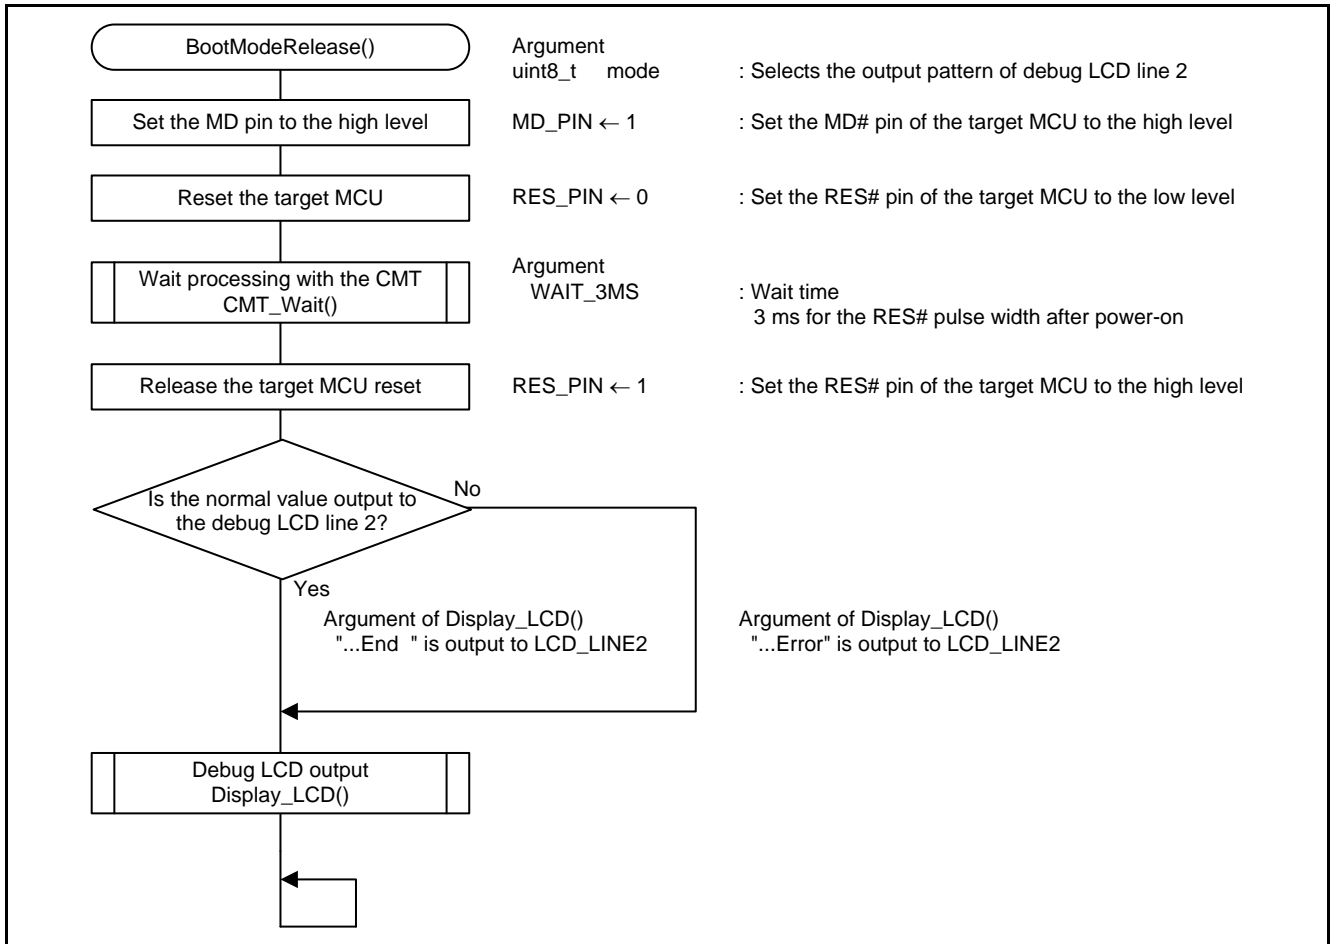 BootModeRelease()
Argument
uint8_t mode : Selects the output pattern of debug LCD line 2
Set the MD pin to the high level
MD_PIN ← 1 : Set the MD# pin of the target MCU to the high level
Reset the target MCU
RES_PIN ← 0 : Set the RES# pin of the target MCU to the low level
Wait processing with the CMT
CMT_Wait()
Argument
WAIT_3MS : Wait time
3 ms for the RES# pulse width after power-on
Release the target MCU reset
RES_PIN ← 1 : Set the RES# pin of the target MCU to the high level
Is the normal value output to
the debug LCD line 2?
No
Yes
Argument of Display_LCD()
"...End " is output to LCD_LINE2
Argument of Display_LCD()
"...Error" is output to LCD_LINE2
Debug LCD output
Display_LCD()